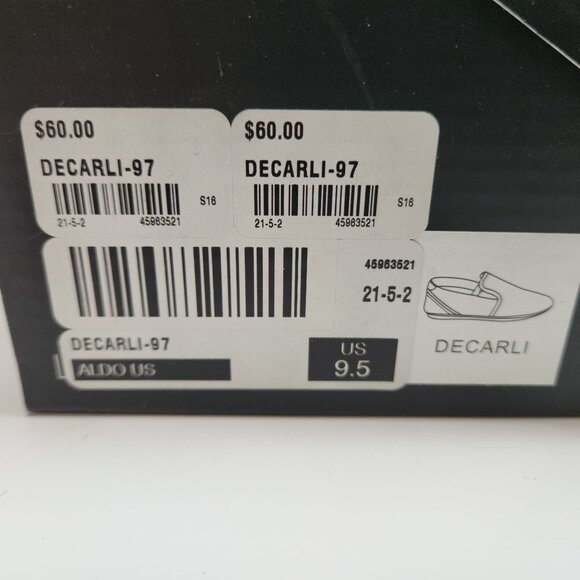 $60.00
DECARLI-97
S16
21-5-2 45963521
$60.00
DECARLI-97
S16
21-5-2 45963521
45963521
21-5-2
DECARLI-97
ALDO US
US
9.5
DECARLI